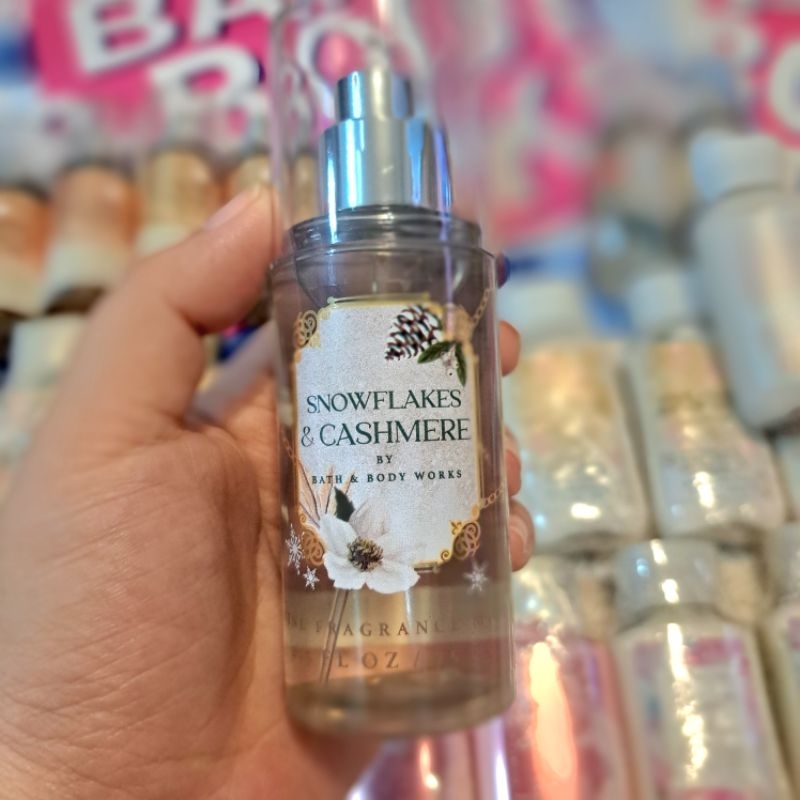 SNOWFLAKES
& CASHMERE
BY
BATH & BODY WORKS
FRAGRANCE
FL OZ /